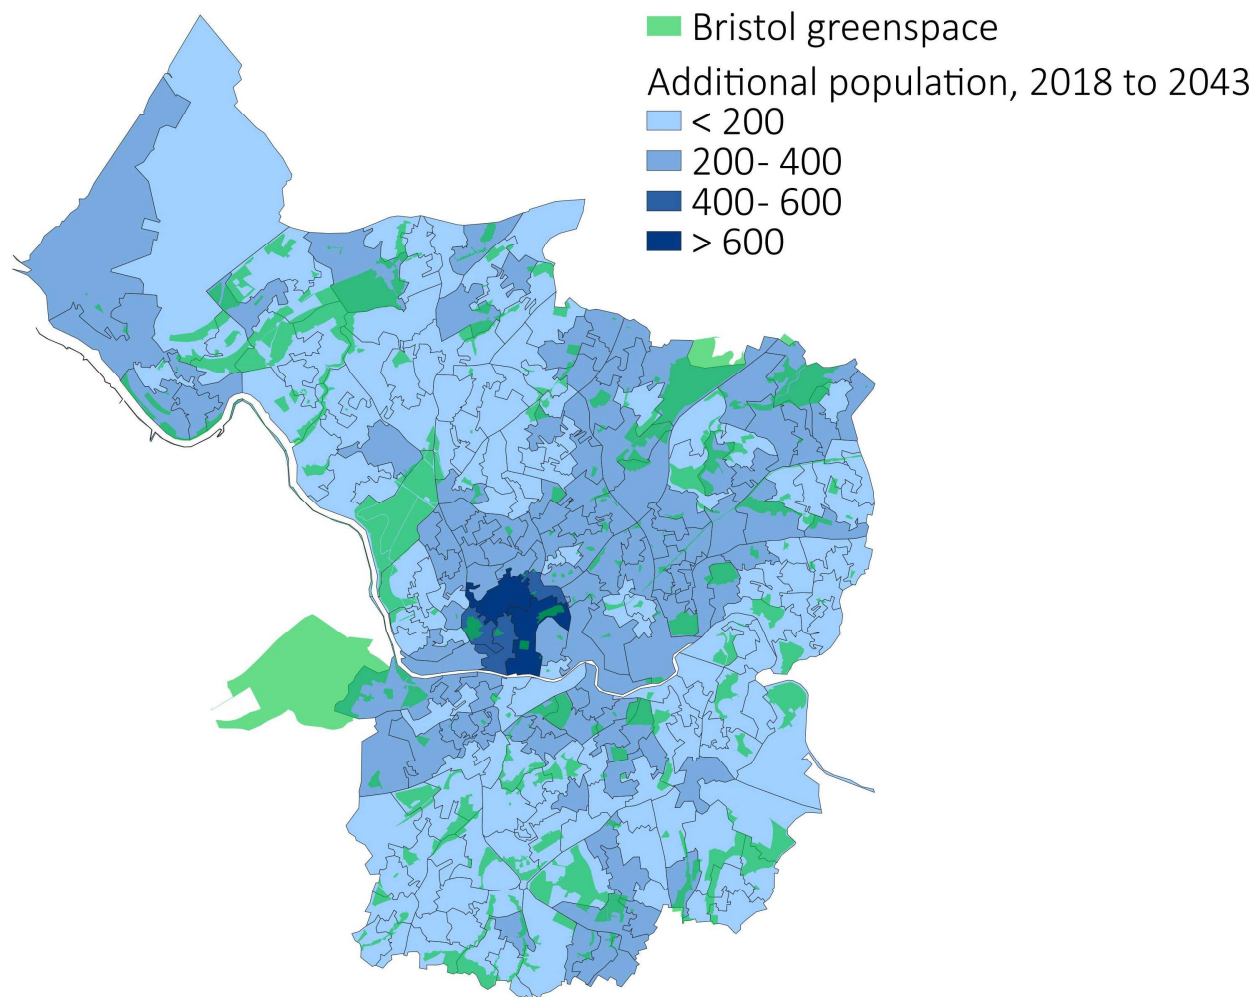 Bristol greenspace
Additional population, 2018 to 2043
< 200
200- 400
400- 600
> 600